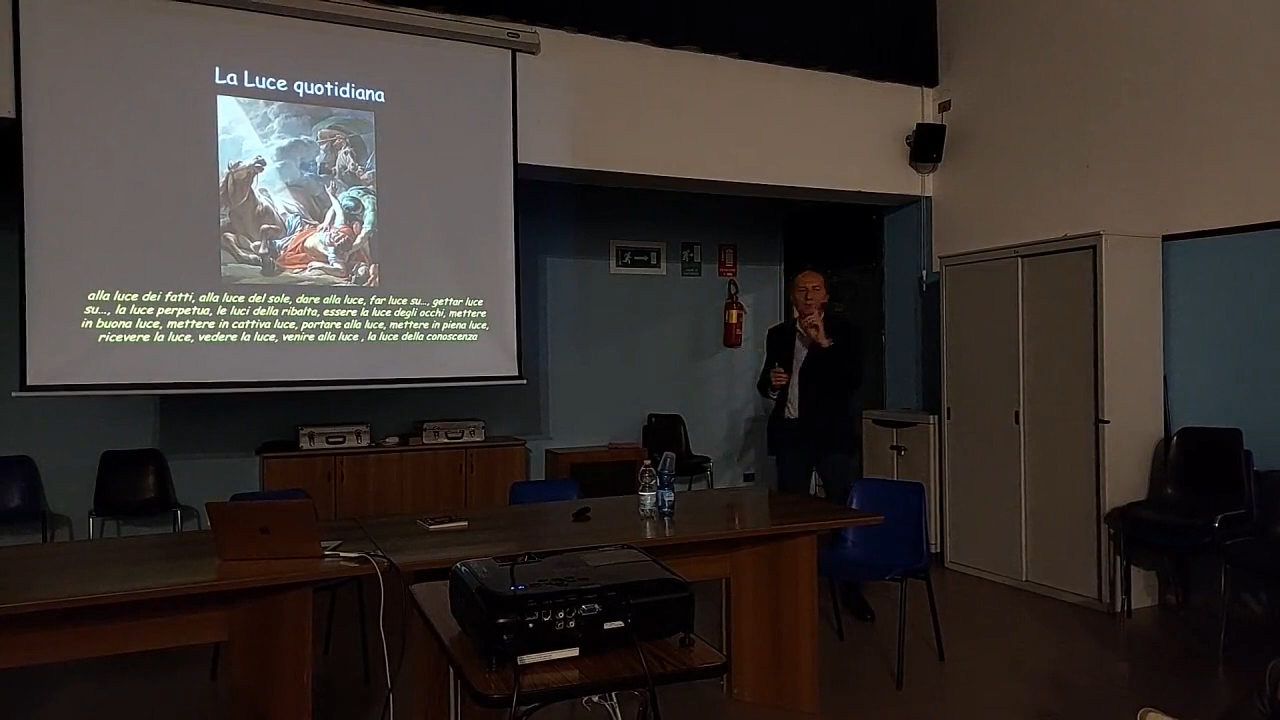 La Luce quotidiana
alla luce dei fatti, alla luce del sole, dare alla luce, far luce su..., gettar luce
su..., la luce perpetua, le luci della ribalta, essere la luce degli occhi, mettere
in buona luce, mettere in cattiva luce, portare alla luce, mettere in piena luce,
ricevere la luce, vedere la luce, venire alla luce , la luce della conoscenza